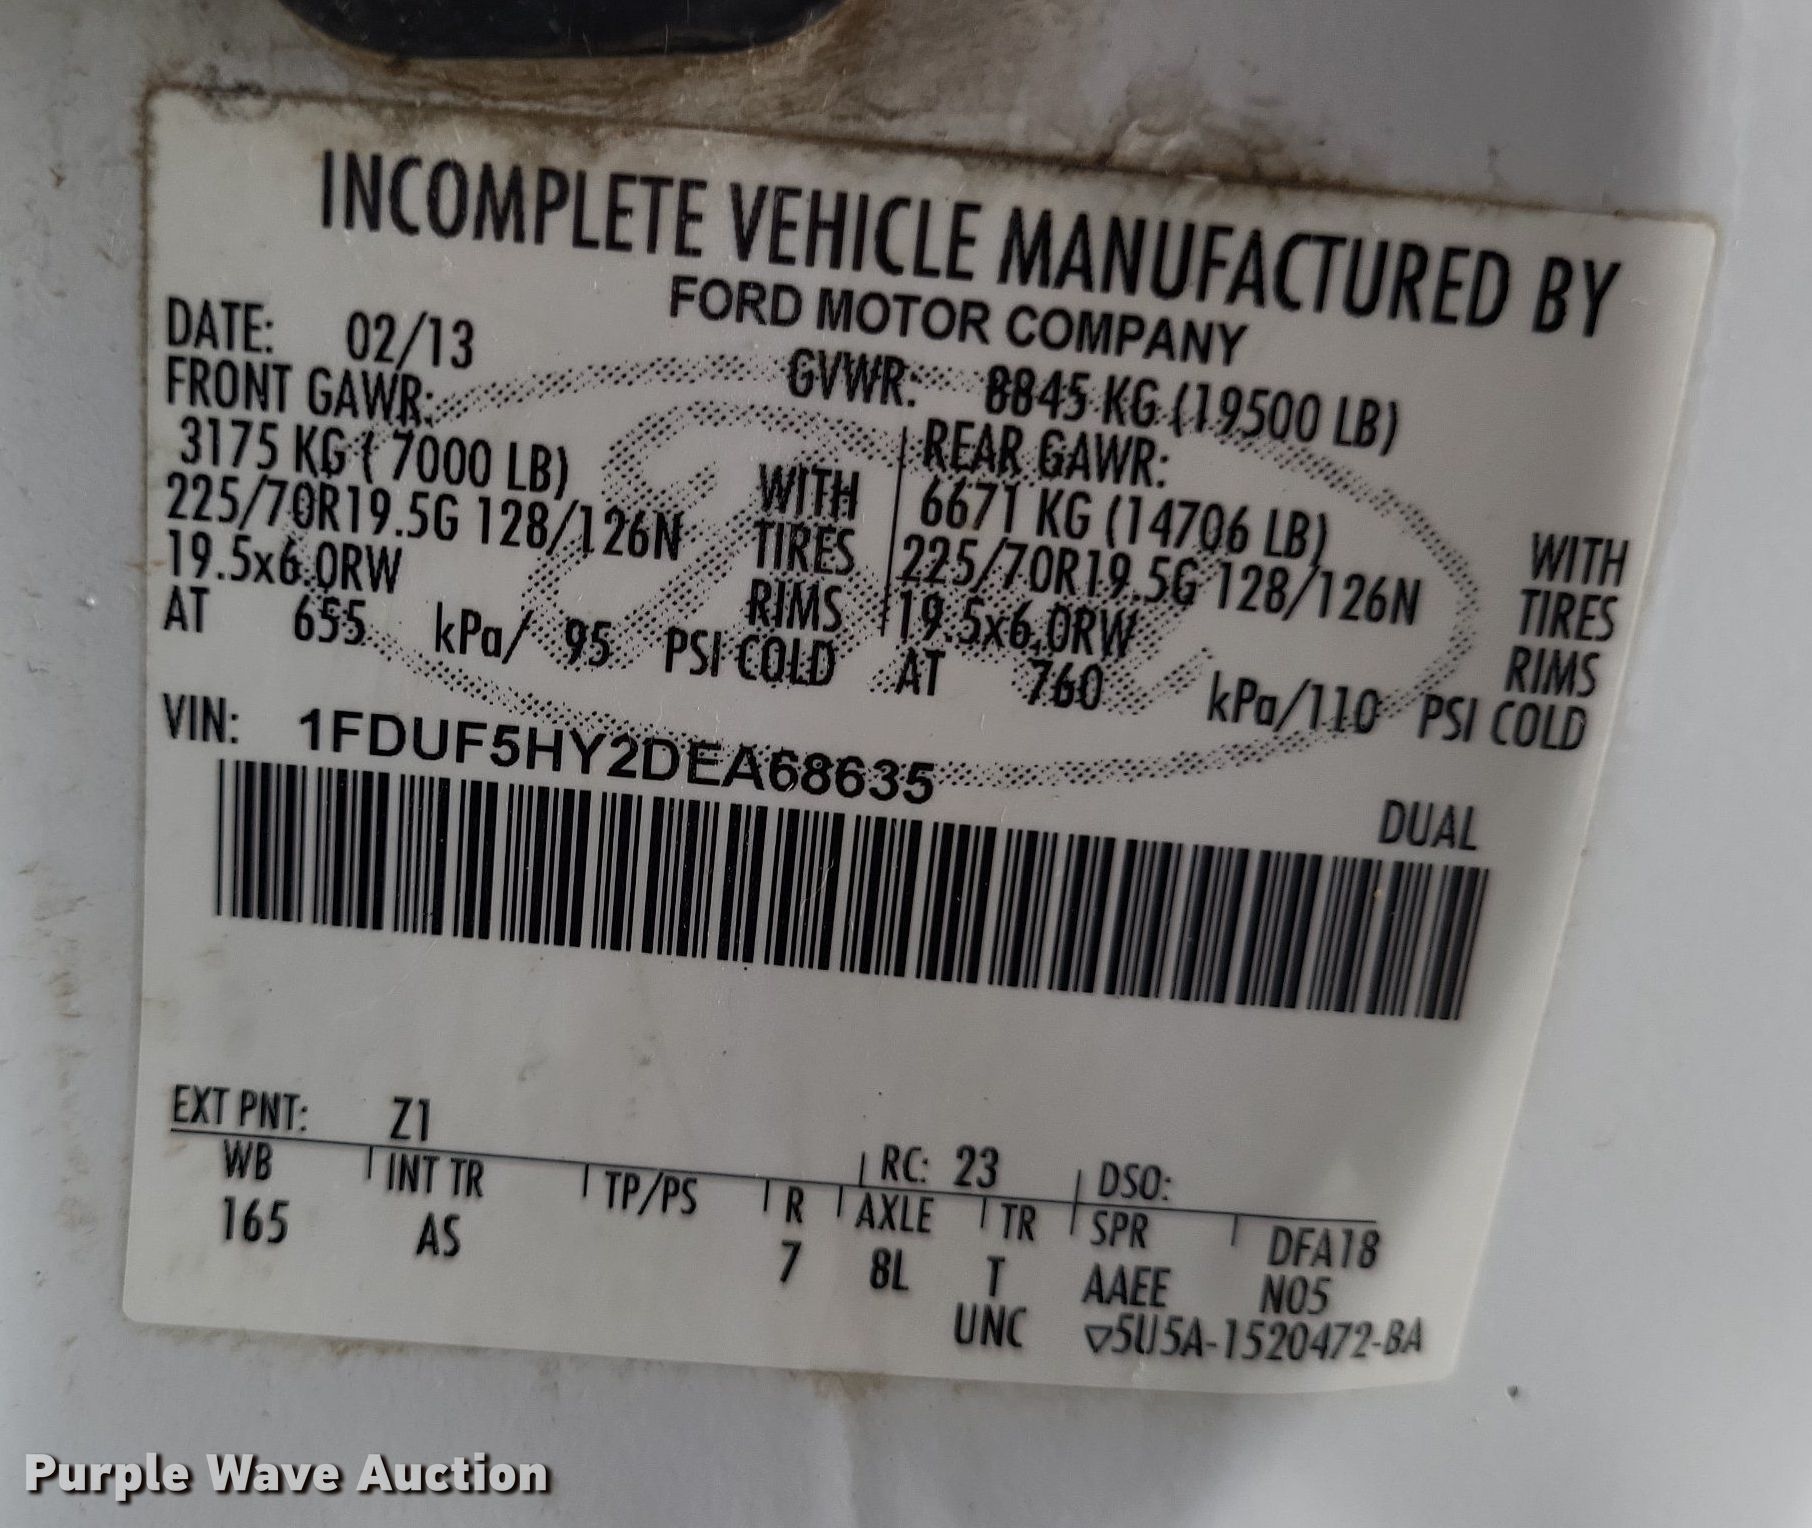 INCOMPLETE VEHICLE MANUFACTURED BY
FORD MOTOR COMPANY
DATE: 02/13 GVWR: 8845 KG (19500 LB)
FRONT GAWR: REAR GAWR:
3175 KG ( 7000 LB) WITH 6671 KG (14706 LB) WITH
225/70R19.5G 128/126N TIRES 225/70R19.5G 128/126N TIRES
19.5x6.0RW RIMS 19.5x6.0RW RIMS
AT 655 kPa/ 95 PSI COLD AT 760 kPa/110 PSI COLD
VIN: 1FDUF5HY2DEA68635
DUAL
EXT PNT: Z1 RC: 23 DSO:
WB INT TR TP/PS R AXLE TR SPR DFA18
165 AS 7 8L T AAEE N05
UNC ▽5U5A-1520472-BA
Purple Wave Auction